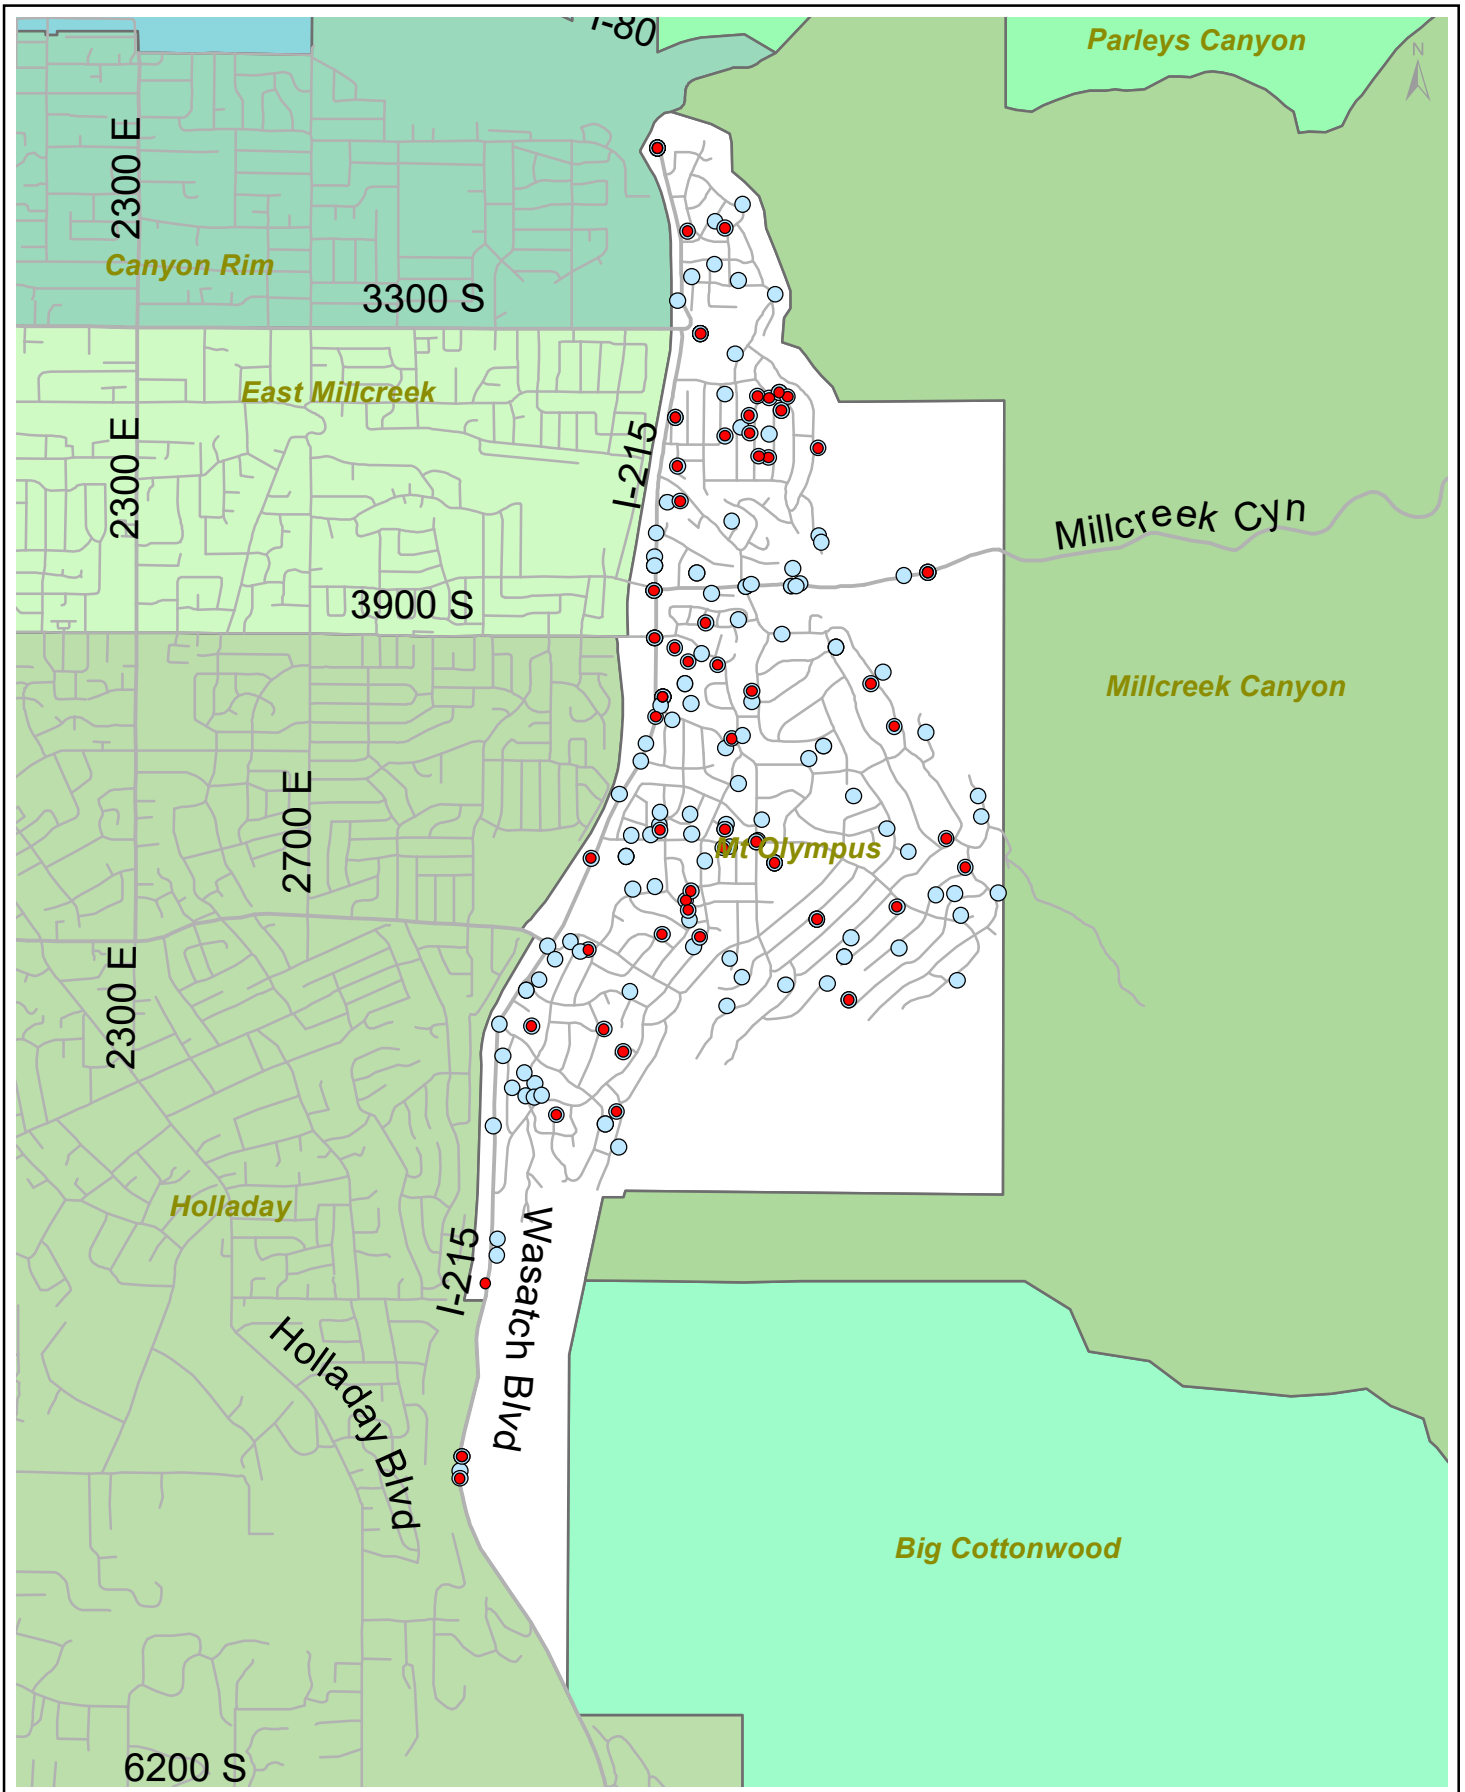 I-80
Parleys Canyon
N
2300 E
Canyon Rim
3300 S
East Millcreek
2300 E
I-215
Millcreek Cyn
3900 S
Millcreek Canyon
2700 E
Mt Olympus
2300 E
Holladay
I-215
Wasatch Blvd
Holladay Blvd
Big Cottonwood
6200 S